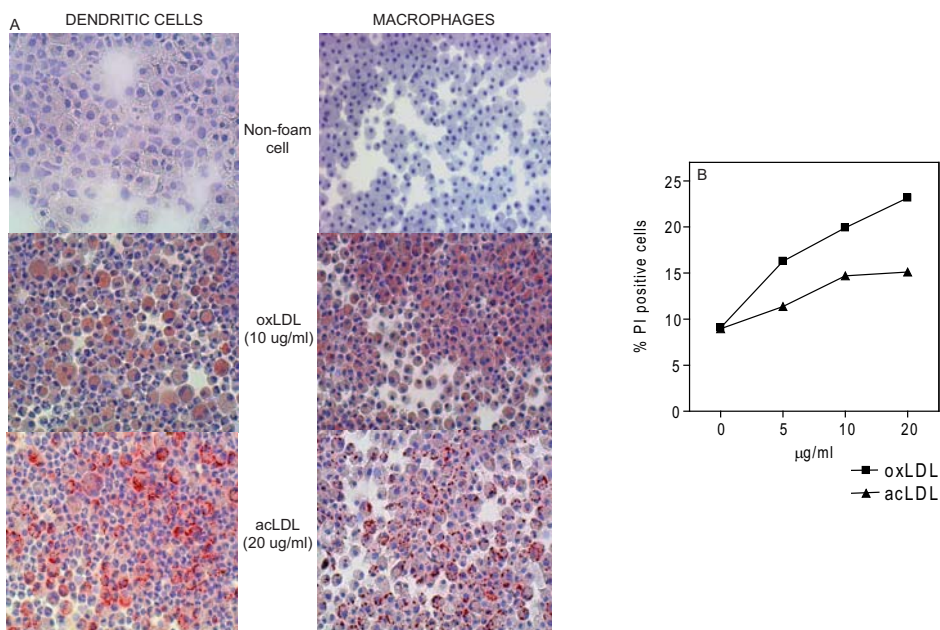 A
DENDRITIC CELLS
MACROPHAGES
Non-foam
cell
oxLDL
(10 ug/ml)
acLDL
(20 ug/ml)
B
25
20
15
10
5
0
% PI positive cells
0 5 10 20
µg/ml
oxLDL
acLDL